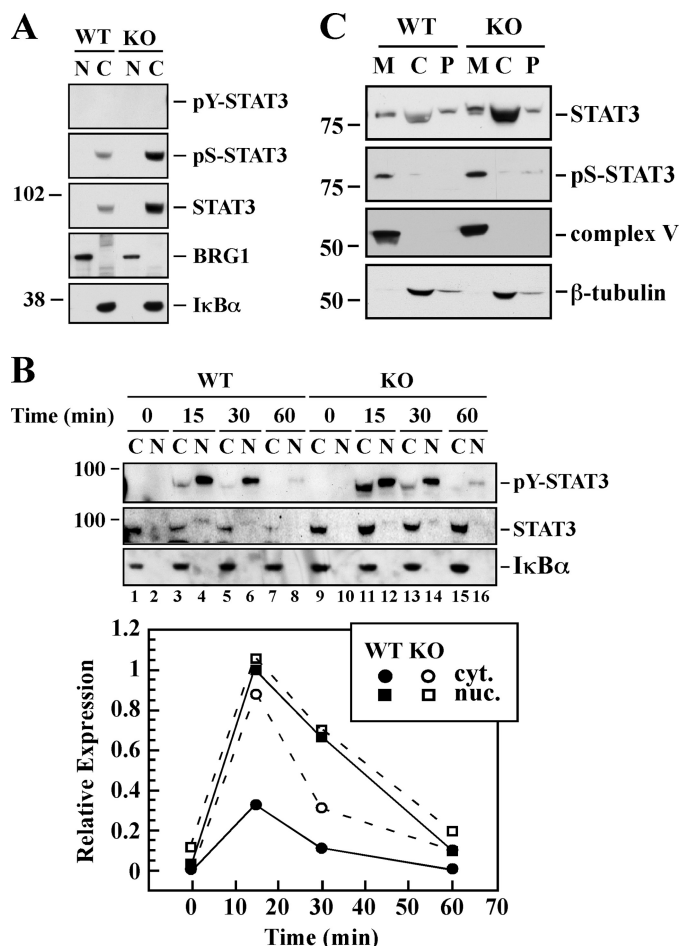 A
WT KO
N C N C
pY-STAT3
pS-STAT3
102
STAT3
BRG1
38
IκBα
C
WT KO
M C P M C P
75
STAT3
75
pS-STAT3
50
complex V
50
β-tubulin
B
WT KO
Time (min) 0 15 30 60 0 15 30 60
C N C N C N C N C N C N C N C N
100
pY-STAT3
100
STAT3
IκBα
1 2 3 4 5 6 7 8 9 10 11 12 13 14 15 16
WT KO
cyt.
nuc.
Relative Expression
1.2
1
0.8
0.6
0.4
0.2
0
0 10 20 30 40 50 60 70
Time (min)